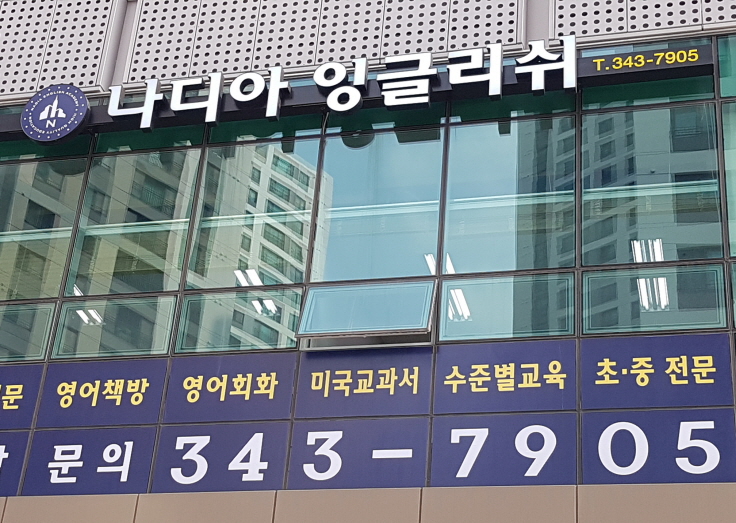 나디아 잉글리쉬 T.343-7905
문 영어책방 영어회화 미국교과서 수준별교육 초·중 전문
문의 343-7905